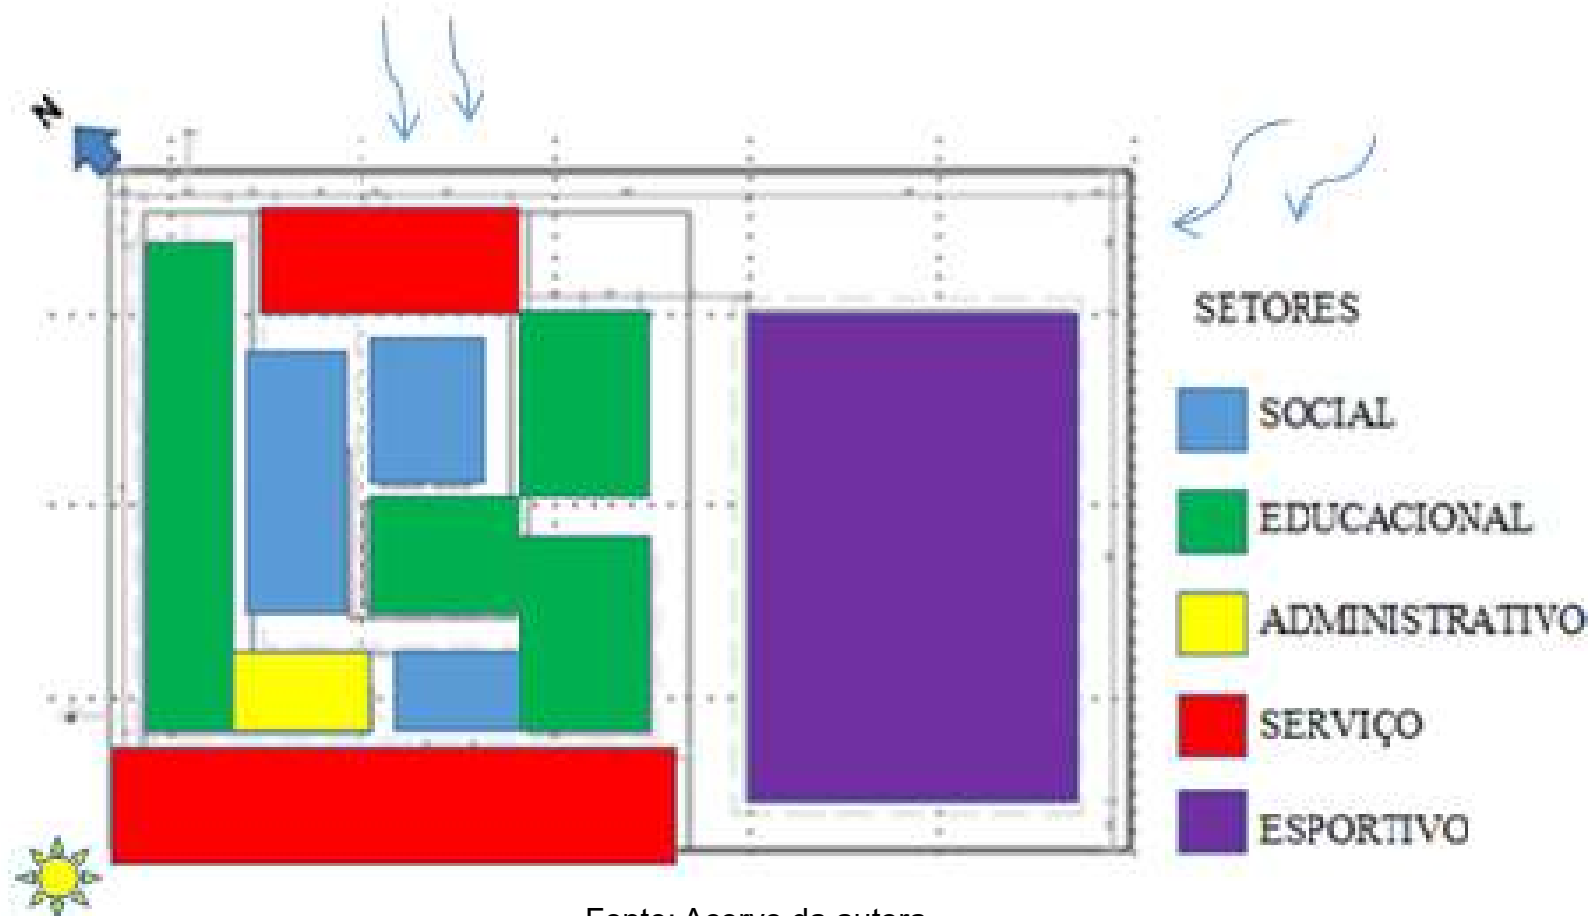 N
SETORES
SOCIAL
EDUCACIONAL
ADMINISTRATIVO
SERVIÇO
ESPORTIVO
Fonte: Acervo da autora